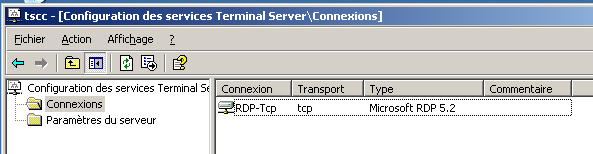 tscc - [Configuration des services Terminal Server\Connexions]
Fichier Action Affichage ?
Configuration des services Terminal Se
Connexions
Paramètres du serveur
Connexion Transport Type Commentaire
RDP-Tcp tcp Microsoft RDP 5.2